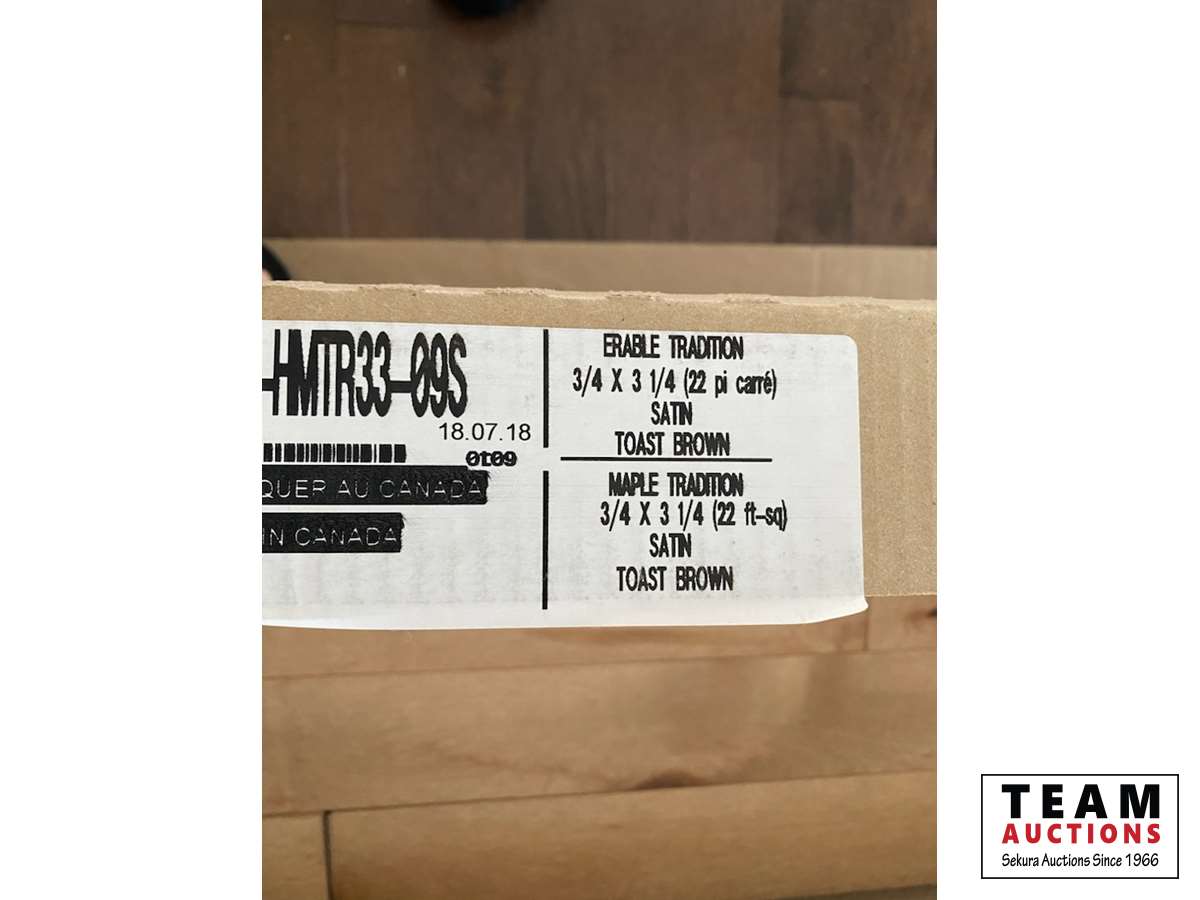 -HMTR33-09S
18.07.18
0109
QUER AU CANADA
IN CANADA
ERABLE TRADITION
3/4 X 3 1/4 (22 pi carré)
SATIN
TOAST BROWN
MAPLE TRADITION
3/4 X 3 1/4 (22 ft-sq)
SATIN
TOAST BROWN
TEAM
AUCTIONS
Sekura Auctions Since 1966